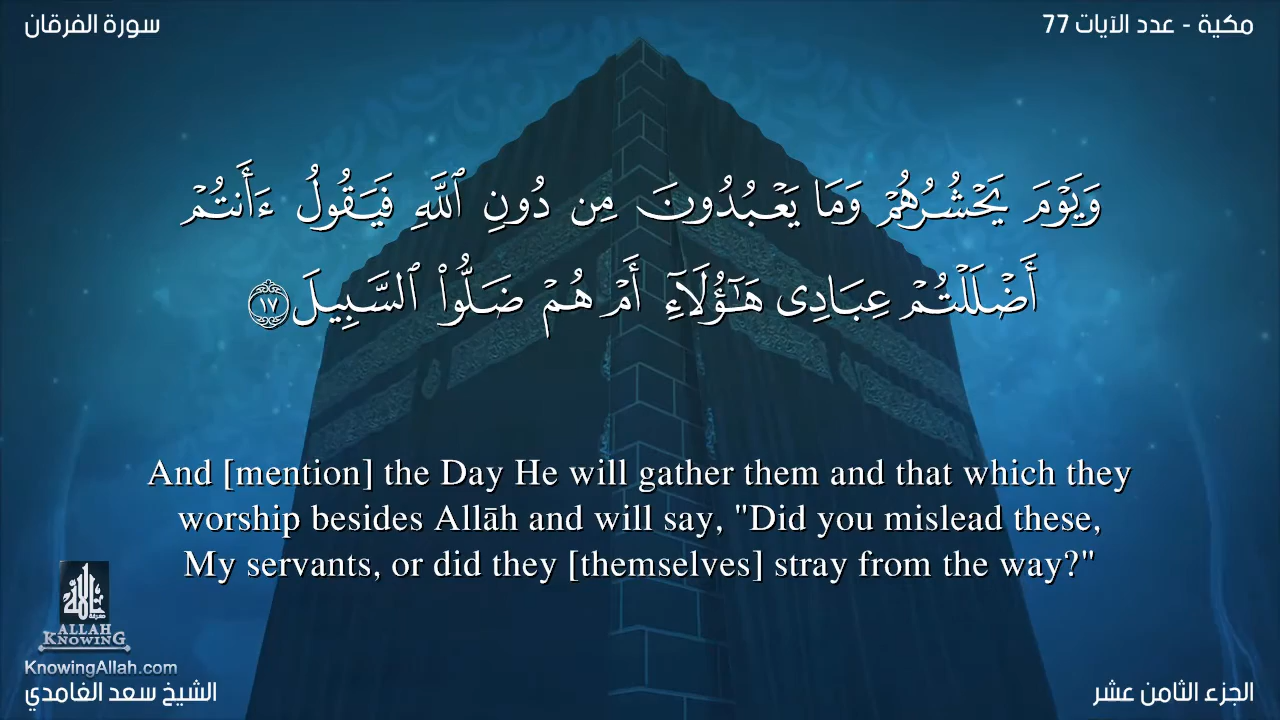 سورة الفرقان
مكية - عدد الآيات 77
وَيَوْمَ يَحْشُرُهُمْ وَمَا يَعْبُدُونَ مِن دُونِ ٱللَّهِ فَيَقُولُ ءَأَنتُمْ
أَضْلَلْتُمْ عِبَادِى هَٰٓؤُلَآءِ أَمْ هُمْ ضَلُّوا۟ ٱلسَّبِيلَ ١٧
And [mention] the Day He will gather them and that which they
worship besides Allāh and will say, "Did you mislead these,
My servants, or did they [themselves] stray from the way?"
ALLAH
KNOWING
KnowingAllah.com
الشيخ سعد الغامدي
الجزء الثامن عشر